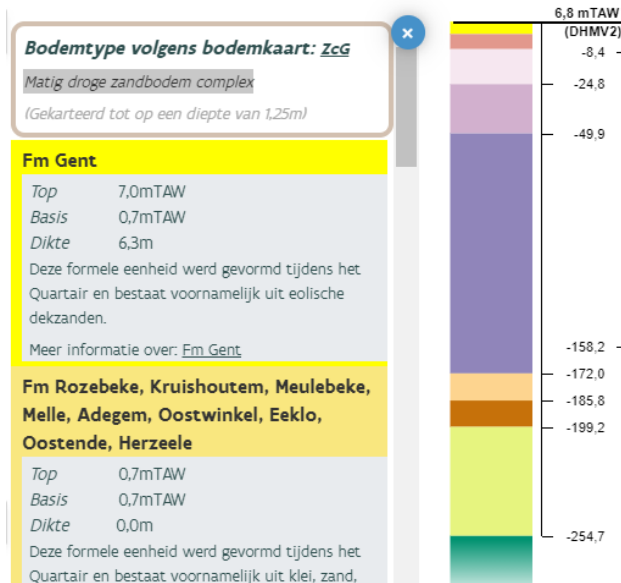 Bodemtype volgens bodemkaart: ZcG
Matig droge zandbodem complex
(Gekarteerd tot op een diepte van 1,25m)
Fm Gent
Top 7,0mTAW
Basis 0,7mTAW
Dikte 6,3m
Deze formele eenheid werd gevormd tijdens het
Quartair en bestaat voornamelijk uit eolische
dekzanden.
Meer informatie over: Fm Gent
Fm Rozebeke, Kruishoutem, Meulebeke,
Melle, Adegem, Oostwinkel, Eeklo,
Oostende, Herzeele
Top 0,7mTAW
Basis 0,7mTAW
Dikte 0,0m
Deze formele eenheid werd gevormd tijdens het
Quartair en bestaat voornamelijk uit klei, zand,
6,8 mTAW
(DHMV2)
-8,4
-24,8
-49,9
-158,2
-172,0
-185,8
-199,2
-254,7